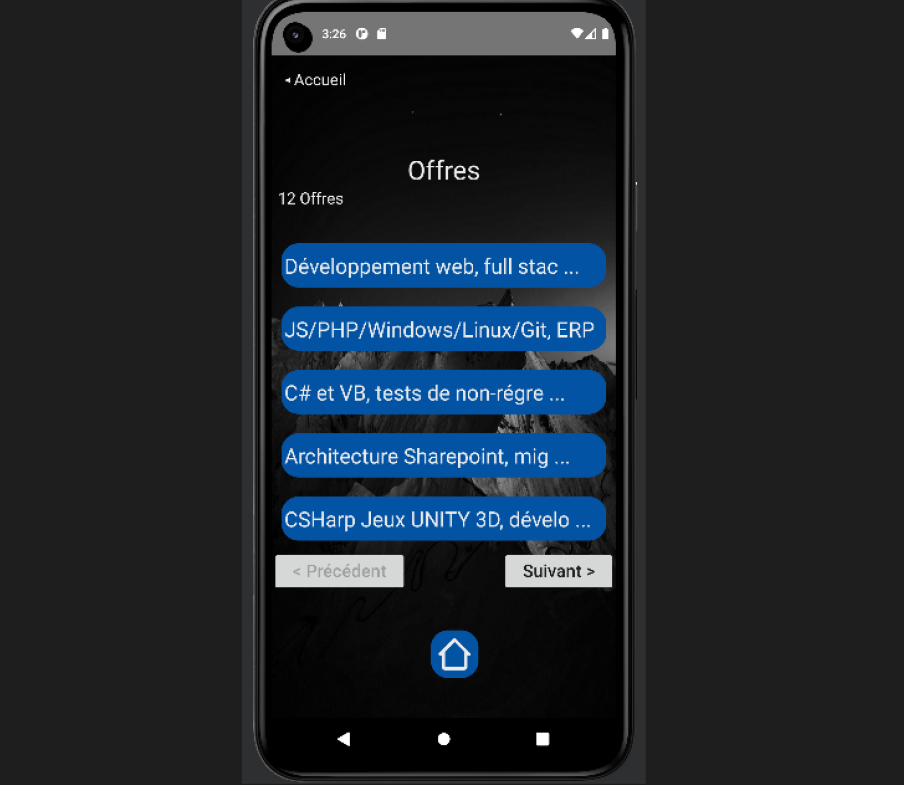 3:26
◂ Accueil
Offres
12 Offres
Développement web, full stac ...
JS/PHP/Windows/Linux/Git, ERP
C# et VB, tests de non-régre ...
Architecture Sharepoint, mig ...
CSHarp Jeux UNITY 3D, dévelo ...
< Précédent
Suivant >